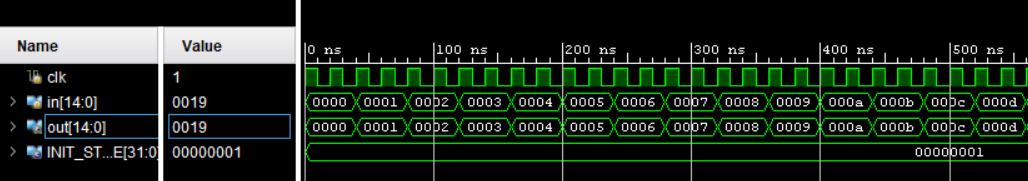 Name Value 0 ns 100 ns 200 ns 300 ns 400 ns 500 ns
clk 1
in[14:0] 0019 0000 0001 0002 0003 0004 0005 0006 0007 0008 0009 000a 000b 000c 000d
out[14:0] 0019 0000 0001 0002 0003 0004 0005 0006 0007 0008 0009 000a 000b 000c 000d
INIT_ST...E[31:0] 00000001 00000001